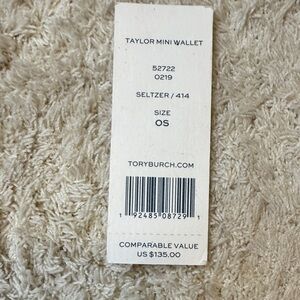 TAYLOR MINI WALLET
52722
0219
SELTZER / 414
SIZE
OS
TORYBURCH.COM
1 92485 08729 1
COMPARABLE VALUE
US $135.00